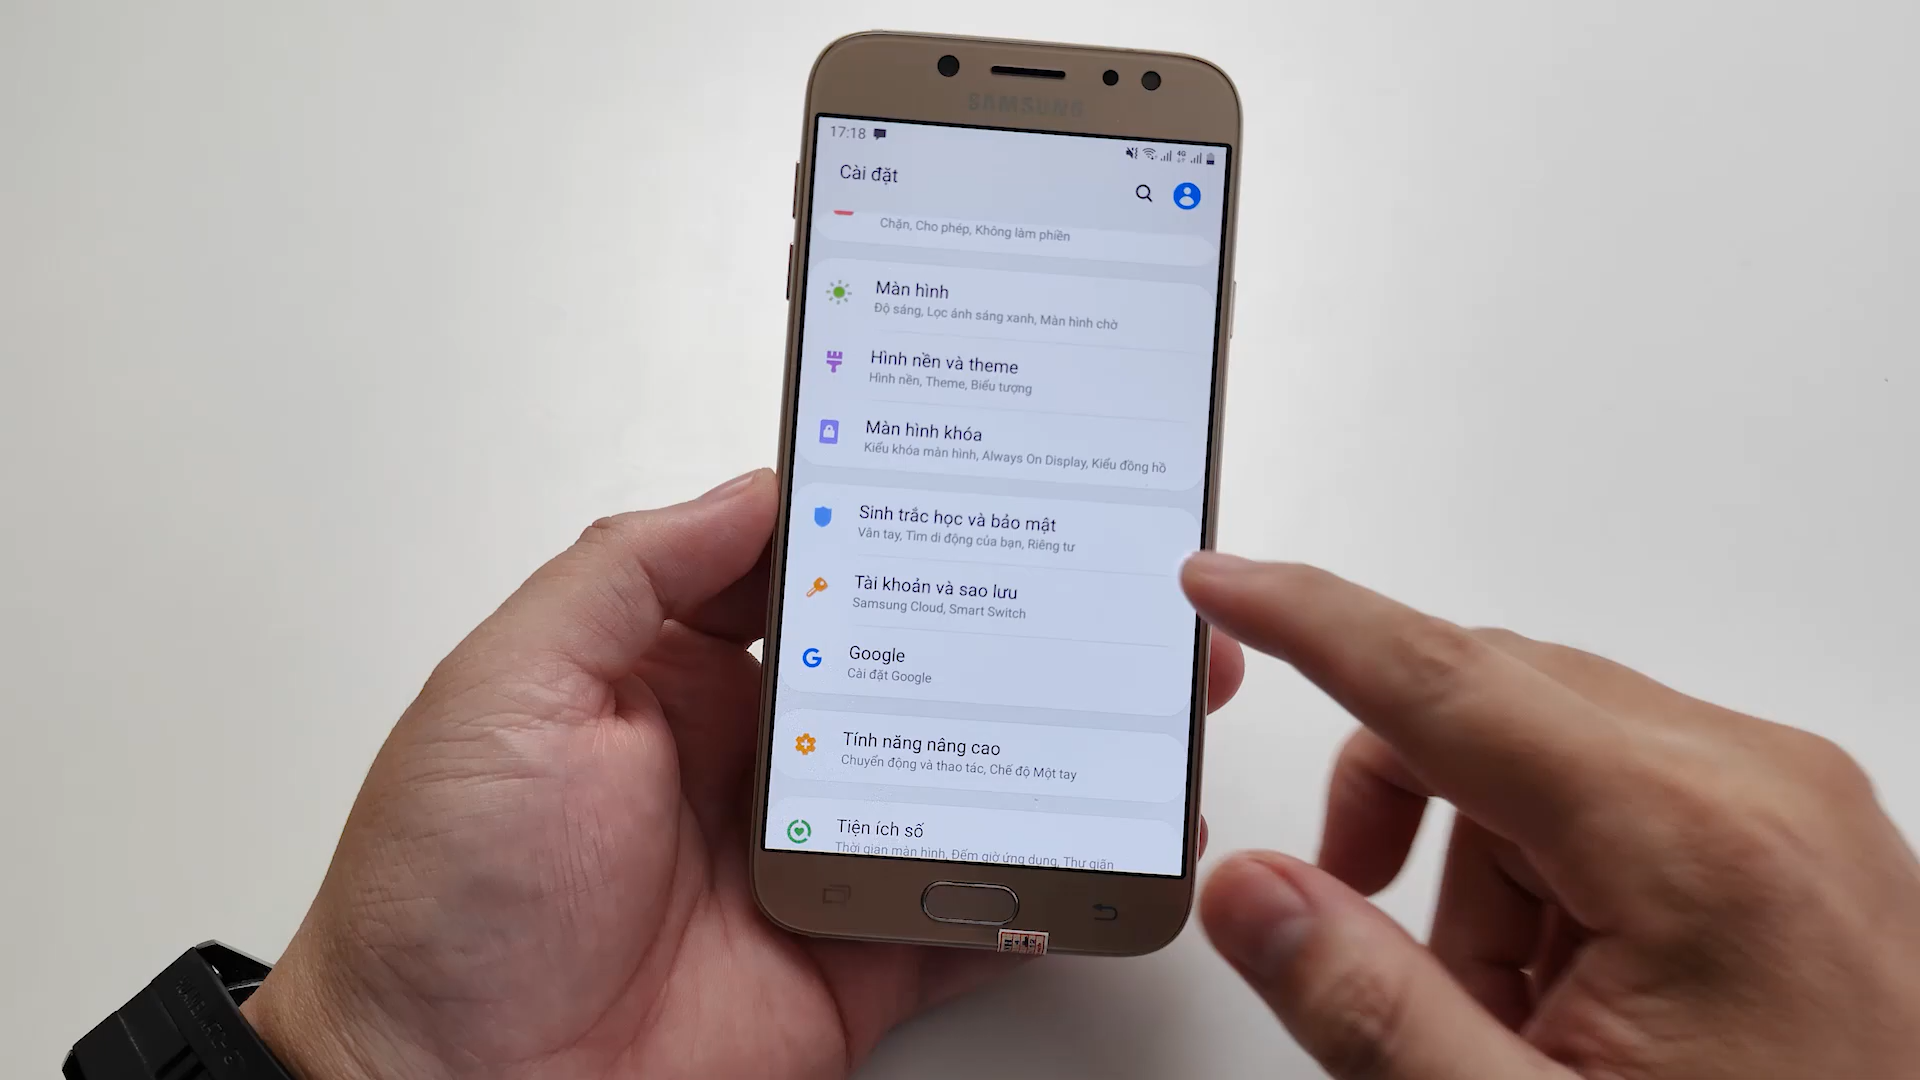 SAMSUNG
17:18
4G
Cài đặt
Chặn, Cho phép, Không làm phiền
Màn hình
Độ sáng, Lọc ánh sáng xanh, Màn hình chờ
Hình nền và theme
Hình nền, Theme, Biểu tượng
Màn hình khóa
Kiểu khóa màn hình, Always On Display, Kiểu đồng hồ
Sinh trắc học và bảo mật
Vân tay, Tìm di động của bạn, Riêng tư
Tài khoản và sao lưu
Samsung Cloud, Smart Switch
Google
Cài đặt Google
Tính năng nâng cao
Chuyển động và thao tác, Chế độ Một tay
Tiện ích số
Thời gian màn hình, Đếm giờ ứng dụng, Thư giãn